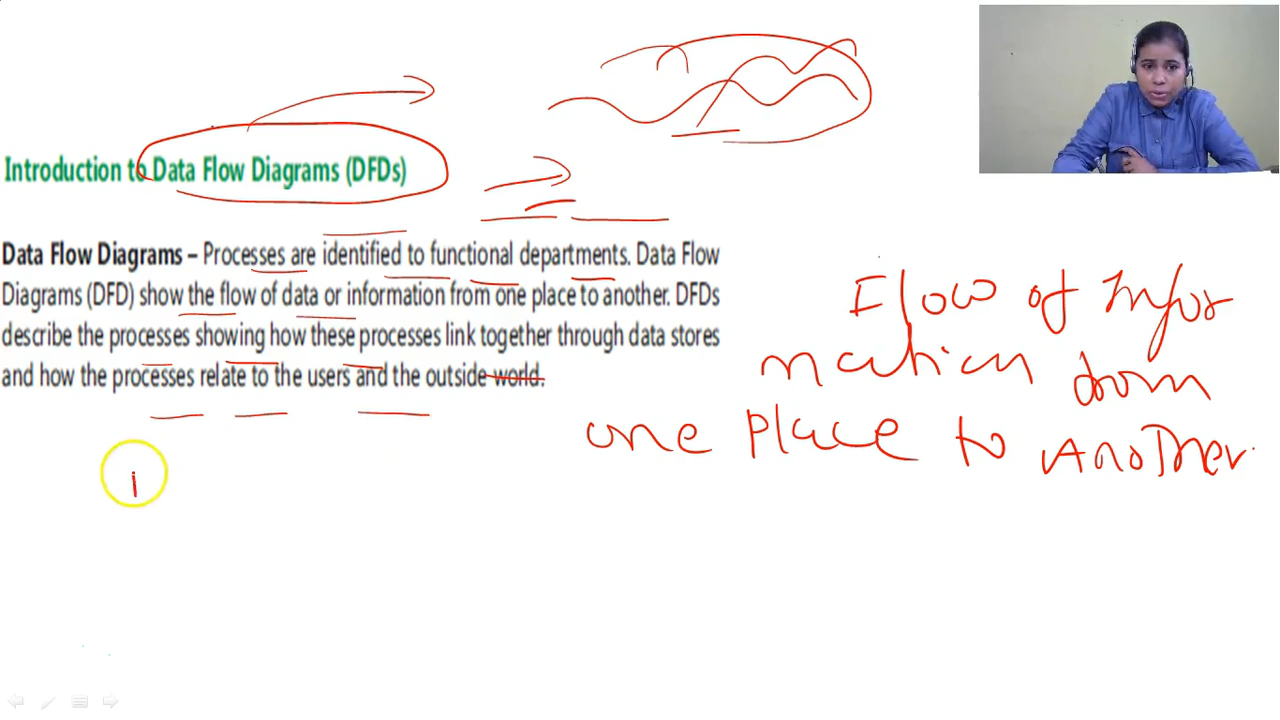 Introduction to Data Flow Diagrams (DFDs)
Data Flow Diagrams – Processes are identified to functional departments. Data Flow
Diagrams (DFD) show the flow of data or information from one place to another. DFDs
describe the processes showing how these processes link together through data stores
and how the processes relate to the users and the outside world.
Flow of Infor
mation from
one Place to Another.